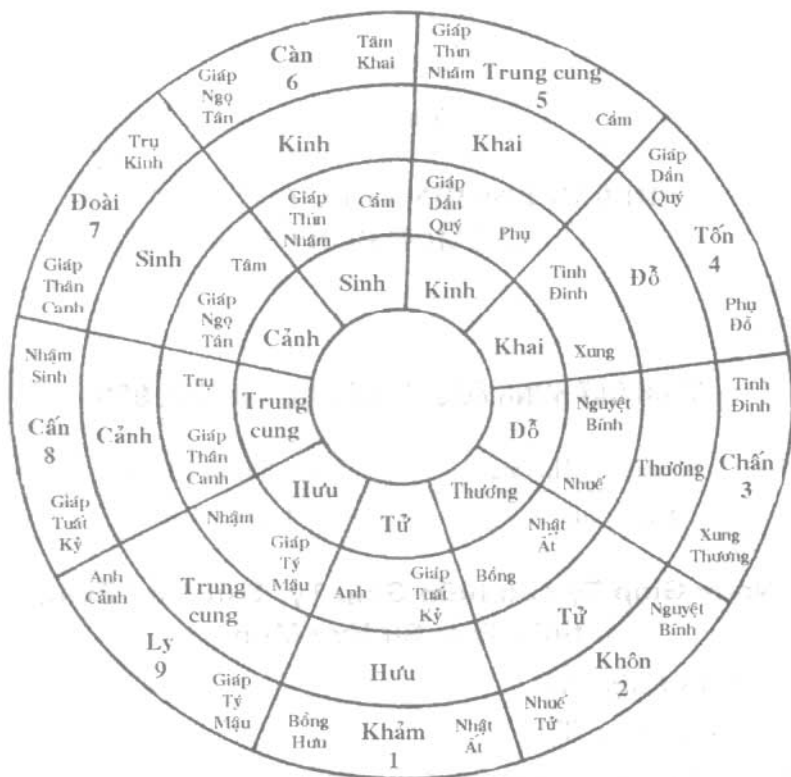 Càn
6
Giáp
Ngọ
Tân
Tâm
Khai
Giáp
Thìn
Nhâm
Trung cung
5
Cầm
Giáp
Dần
Quý
Tốn
4
Phụ
Đỗ
Tinh
Đinh
Chấn
3
Xung
Thương
Nguyệt
Bính
Khôn
2
Nhuế
Tử
Nhật
Ất
Khảm
1
Bồng
Hưu
Giáp
Tý
Mậu
Ly
9
Anh
Cảnh
Giáp
Tuất
Kỷ
Cấn
8
Nhậm
Sinh
Giáp
Thân
Canh
Đoài
7
Trụ
Kinh
Kinh
Khai
Đỗ
Thương
Tử
Hưu
Trung
cung
Cảnh
Sinh
Giáp
Thìn
Nhâm
Cầm
Giáp
Dần
Quý
Phụ
Tinh
Đinh
Xung
Nguyệt
Bính
Nhuế
Nhật
Ất
Bồng
Giáp
Tuất
Kỷ
Anh
Giáp
Tý
Mậu
Nhậm
Giáp
Thân
Canh
Trụ
Giáp
Ngọ
Tân
Tâm
Sinh
Kinh
Khai
Đỗ
Thương
Tử
Hưu
Trung
cung
Cảnh